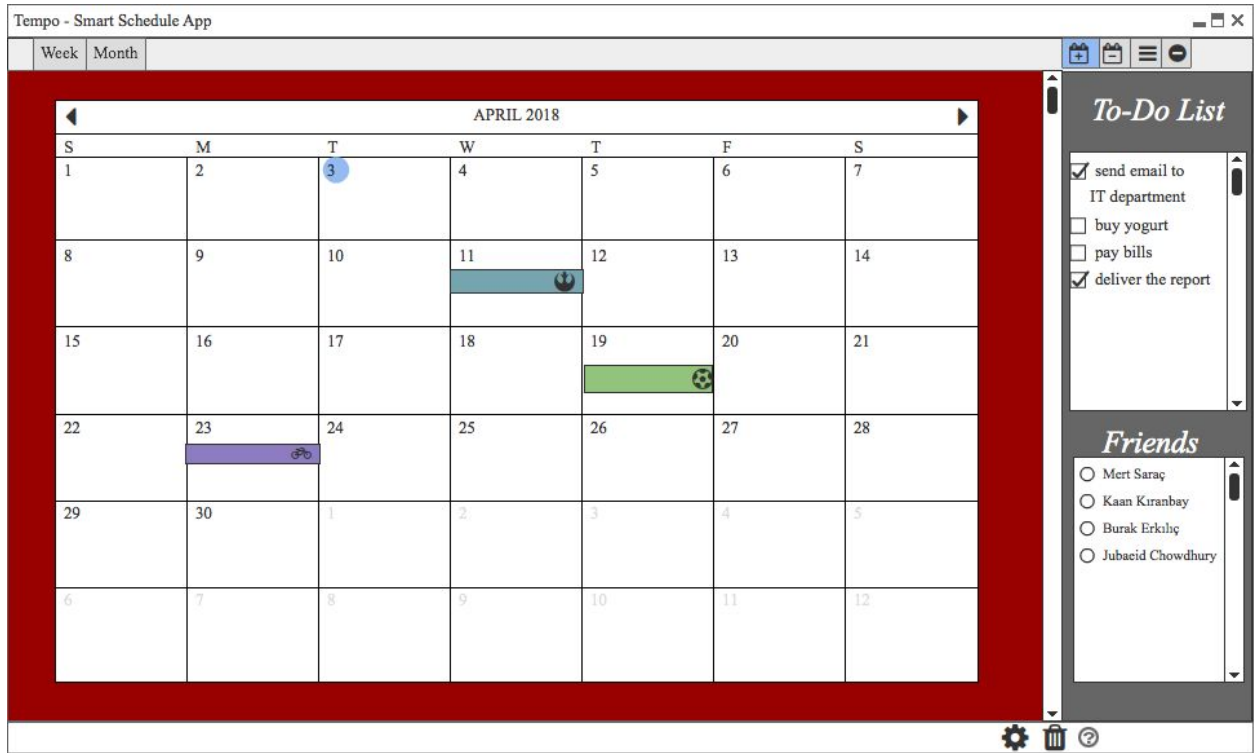 Tempo - Smart Schedule App
Week Month
APRIL 2018
S M T W T F S
1 2 3 4 5 6 7
8 9 10 11 12 13 14
15 16 17 18 19 20 21
22 23 24 25 26 27 28
29 30 1 2 3 4 5
6 7 8 9 10 11 12
To-Do List
send email to
IT department
buy yogurt
pay bills
deliver the report
Friends
Mert Saraç
Kaan Kıranbay
Burak Erkılıç
Jubaeid Chowdhury